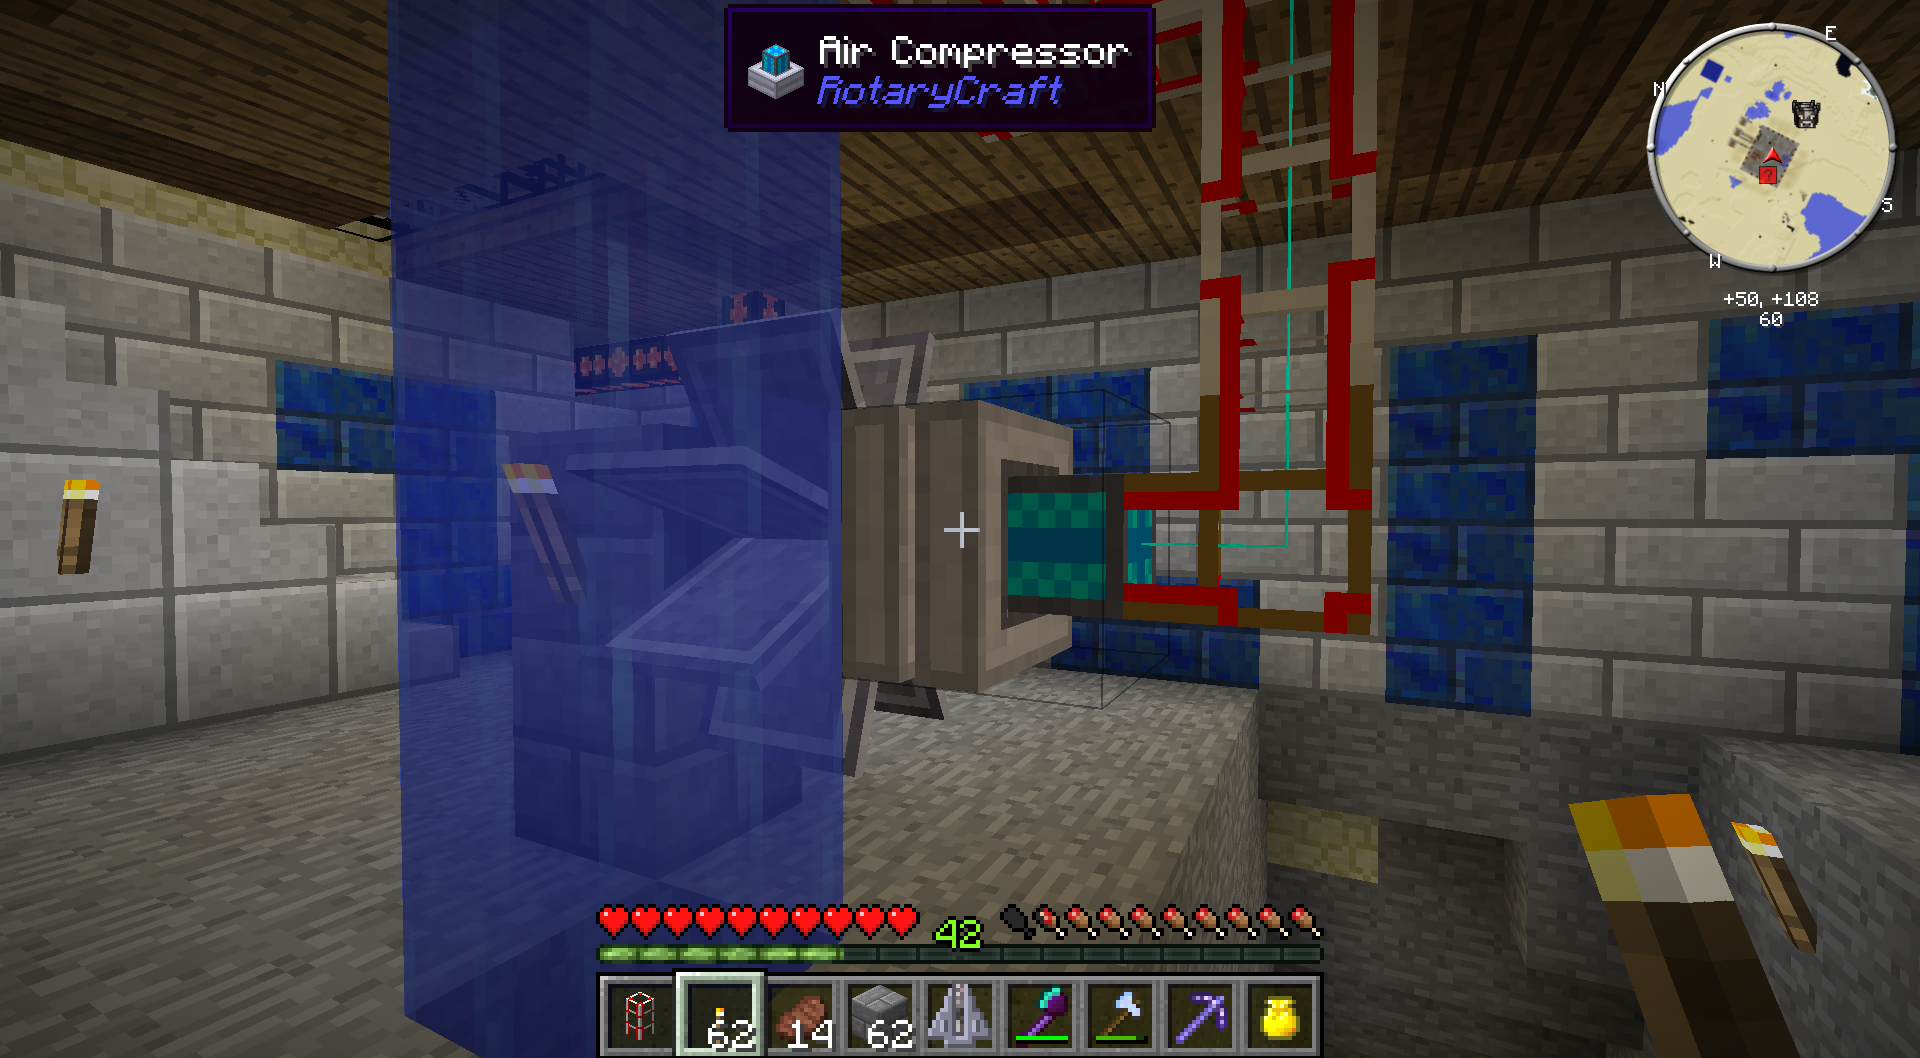 Air Compressor
RotaryCraft
E
N
S
W
?
+50, +108
60
42
62
14
62